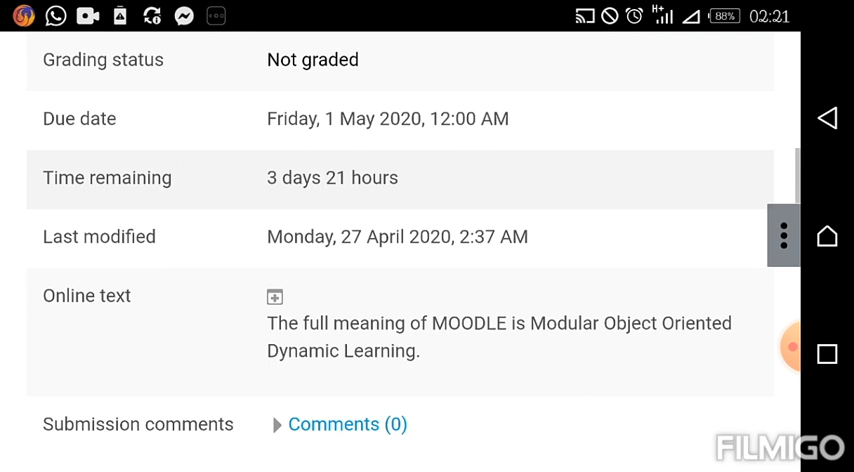 H+ 88% 02:21
Grading status Not graded
Due date Friday, 1 May 2020, 12:00 AM
Time remaining 3 days 21 hours
Last modified Monday, 27 April 2020, 2:37 AM
Online text
The full meaning of MOODLE is Modular Object Oriented
Dynamic Learning.
Submission comments Comments (0)
FILMIGO